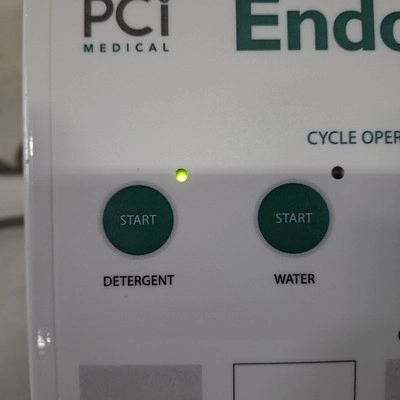 PCi
MEDICAL
Endo
CYCLE OPER
START
START
DETERGENT
WATER